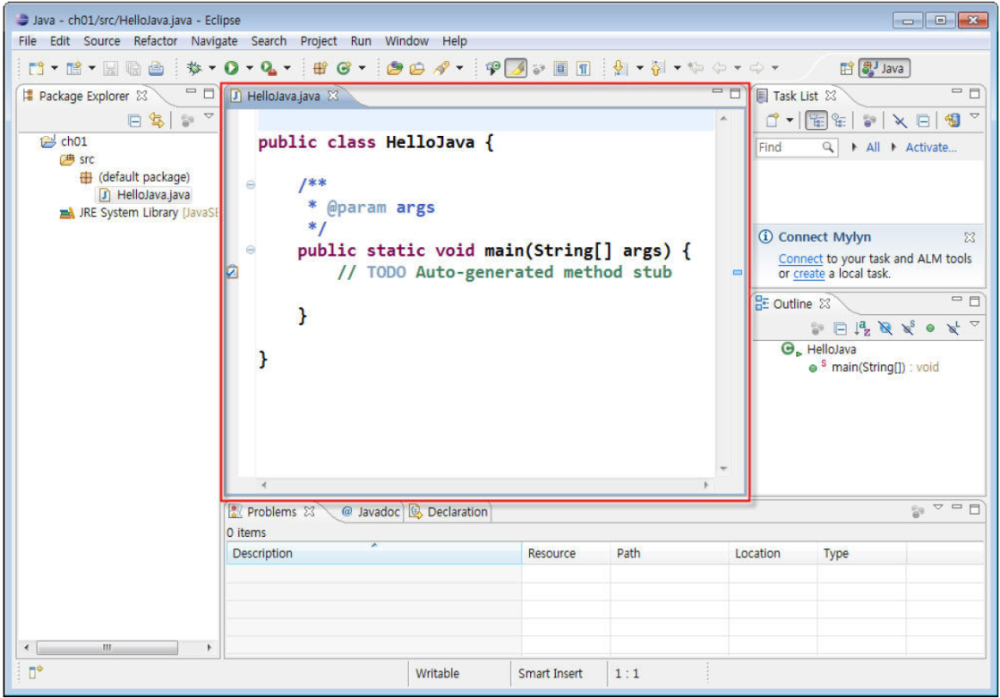 Java - ch01/src/HelloJava.java - Eclipse
File Edit Source Refactor Navigate Search Project Run Window Help
Java
Package Explorer
ch01
src
(default package)
HelloJava.java
JRE System Library
HelloJava.java
public class HelloJava {
/**
* @param args
*/
public static void main(String[] args) {
// TODO Auto-generated method stub
}
}
Task List
Find All Activate...
Connect Mylyn
Connect to your task and ALM tools
or create a local task.
Outline
HelloJava
main(String[]) : void
Problems @ Javadoc Declaration
0 items
Description Resource Path Location Type
Writable Smart Insert 1 : 1